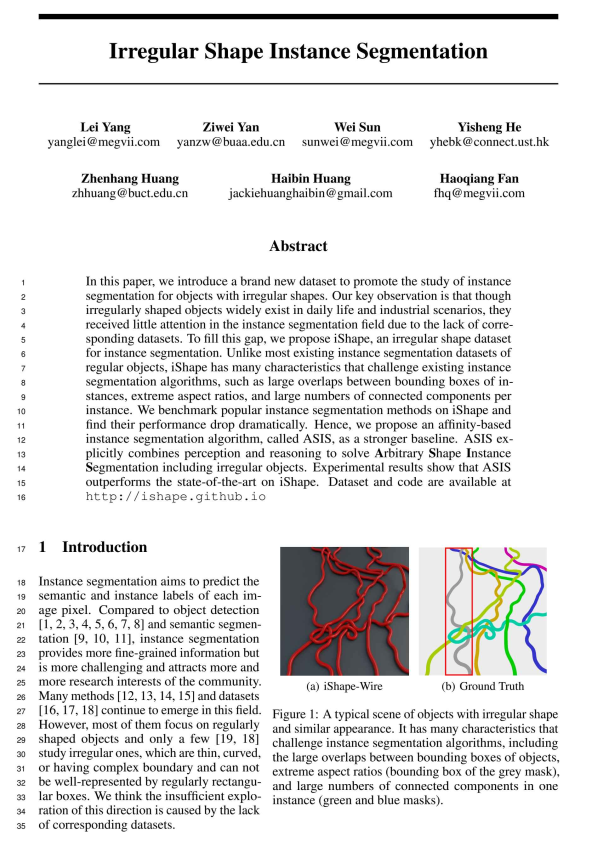 Irregular Shape Instance Segmentation
Lei Yang
yanglei@megvii.com
Ziwei Yan
yanzw@buaa.edu.cn
Wei Sun
sunwei@megvii.com
Yisheng He
yhebk@connect.ust.hk
Zhenhang Huang
zhhuang@buct.edu.cn
Haibin Huang
jackiehuanghaibin@gmail.com
Haoqiang Fan
fhq@megvii.com
Abstract
1 In this paper, we introduce a brand new dataset to promote the study of instance
2 segmentation for objects with irregular shapes. Our key observation is that though
3 irregularly shaped objects widely exist in daily life and industrial scenarios, they
4 received little attention in the instance segmentation field due to the lack of corre-
5 sponding datasets. To fill this gap, we propose iShape, an irregular shape dataset
6 for instance segmentation. Unlike most existing instance segmentation datasets of
7 regular objects, iShape has many characteristics that challenge existing instance
8 segmentation algorithms, such as large overlaps between bounding boxes of in-
9 stances, extreme aspect ratios, and large numbers of connected components per
10 instance. We benchmark popular instance segmentation methods on iShape and
11 find their performance drop dramatically. Hence, we propose an affinity-based
12 instance segmentation algorithm, called ASIS, as a stronger baseline. ASIS ex-
13 plicitly combines perception and reasoning to solve Arbitrary Shape Instance
14 Segmentation including irregular objects. Experimental results show that ASIS
15 outperforms the state-of-the-art on iShape. Dataset and code are available at
16 http://ishape.github.io
17 1 Introduction
18 Instance segmentation aims to predict the
19 semantic and instance labels of each im-
20 age pixel. Compared to object detection
21 [1, 2, 3, 4, 5, 6, 7, 8] and semantic segmen-
22 tation [9, 10, 11], instance segmentation
23 provides more fine-grained information but
24 is more challenging and attracts more and
25 more research interests of the community.
26 Many methods [12, 13, 14, 15] and datasets
27 [16, 17, 18] continue to emerge in this field.
28 However, most of them focus on regularly
29 shaped objects and only a few [19, 18]
30 study irregular ones, which are thin, curved,
31 or having complex boundary and can not
32 be well-represented by regularly rectangu-
33 lar boxes. We think the insufficient explo-
34 ration of this direction is caused by the lack
35 of corresponding datasets.
(a) iShape-Wire
(b) Ground Truth
Figure 1: A typical scene of objects with irregular shape
and similar appearance. It has many characteristics that
challenge instance segmentation algorithms, including
the large overlaps between bounding boxes of objects,
extreme aspect ratios (bounding box of the grey mask),
and large numbers of connected components in one
instance (green and blue masks).